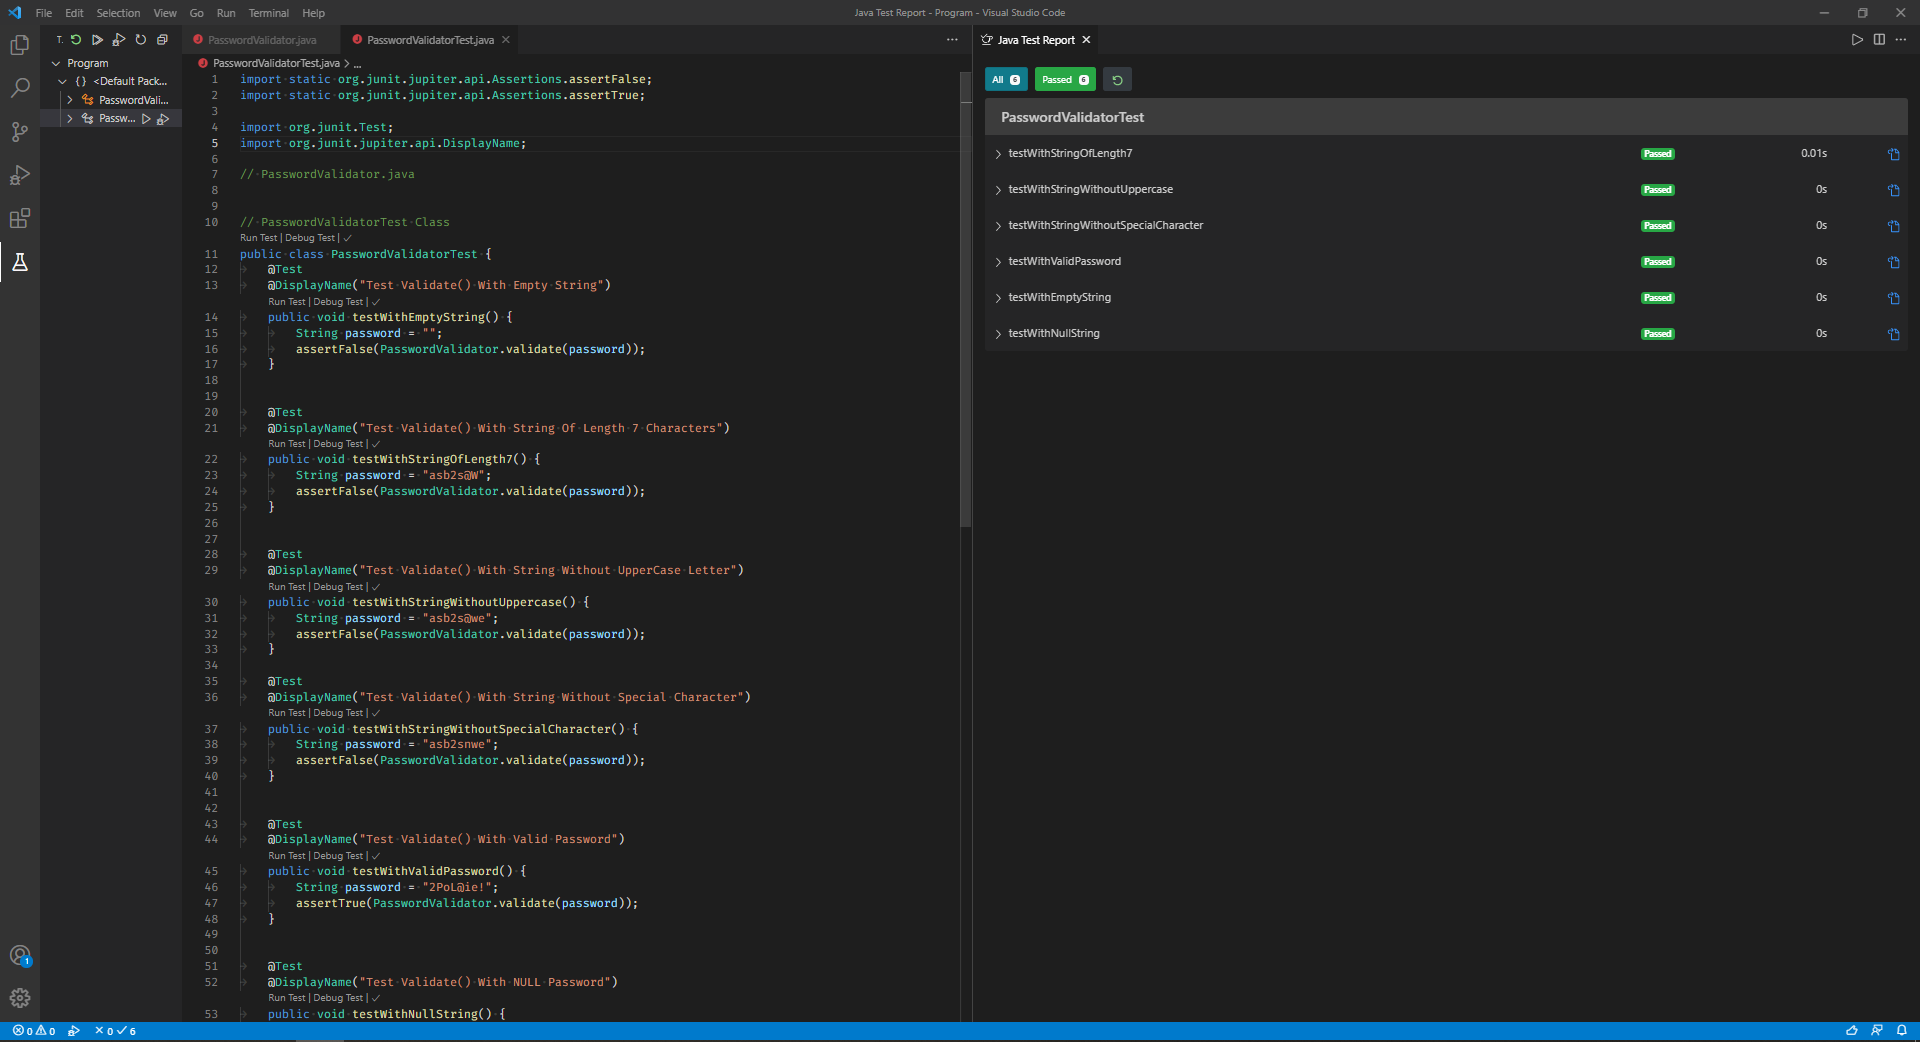 File Edit Selection View Go Run Terminal Help
Java Test Report - Program - Visual Studio Code
T.
Program
{} <Default Pack...
PasswordVali...
Passw...
PasswordValidator.java
PasswordValidatorTest.java
PasswordValidatorTest.java > ...
1 import static org.junit.jupiter.api.Assertions.assertFalse;
2 import static org.junit.jupiter.api.Assertions.assertTrue;
3
4 import org.junit.Test;
5 import org.junit.jupiter.api.DisplayName;
6
7 // PasswordValidator.java
8
9
10 // PasswordValidatorTest Class
Run Test | Debug Test | ✓
11 public class PasswordValidatorTest {
12 @Test
13 @DisplayName("Test Validate() With Empty String")
Run Test | Debug Test | ✓
14 public void testWithEmptyString() {
15 String password = "";
16 assertFalse(PasswordValidator.validate(password));
17 }
18
19
20 @Test
21 @DisplayName("Test Validate() With String Of Length 7 Characters")
Run Test | Debug Test | ✓
22 public void testWithStringOfLength7() {
23 String password = "asb2s@W";
24 assertFalse(PasswordValidator.validate(password));
25 }
26
27
28 @Test
29 @DisplayName("Test Validate() With String Without UpperCase Letter")
Run Test | Debug Test | ✓
30 public void testWithStringWithoutUppercase() {
31 String password = "asb2s@we";
32 assertFalse(PasswordValidator.validate(password));
33 }
34
35 @Test
36 @DisplayName("Test Validate() With String Without Special Character")
Run Test | Debug Test | ✓
37 public void testWithStringWithoutSpecialCharacter() {
38 String password = "asb2snwe";
39 assertFalse(PasswordValidator.validate(password));
40 }
41
42
43 @Test
44 @DisplayName("Test Validate() With Valid Password")
Run Test | Debug Test | ✓
45 public void testWithValidPassword() {
46 String password = "2PoL@ie!";
47 assertTrue(PasswordValidator.validate(password));
48 }
49
50
51 @Test
52 @DisplayName("Test Validate() With NULL Password")
Run Test | Debug Test | ✓
53 public void testWithNullString() {
Java Test Report
All 6 Passed 6
PasswordValidatorTest
testWithStringOfLength7 Passed 0.01s
testWithStringWithoutUppercase Passed 0s
testWithStringWithoutSpecialCharacter Passed 0s
testWithValidPassword Passed 0s
testWithEmptyString Passed 0s
testWithNullString Passed 0s
1
0 0 0 6